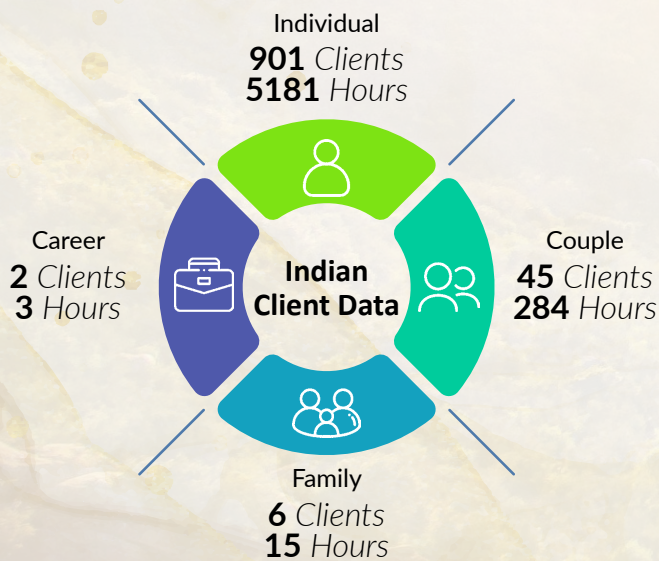 Individual
901 Clients
5181 Hours
Career
2 Clients
3 Hours
Indian
Client Data
Couple
45 Clients
284 Hours
Family
6 Clients
15 Hours